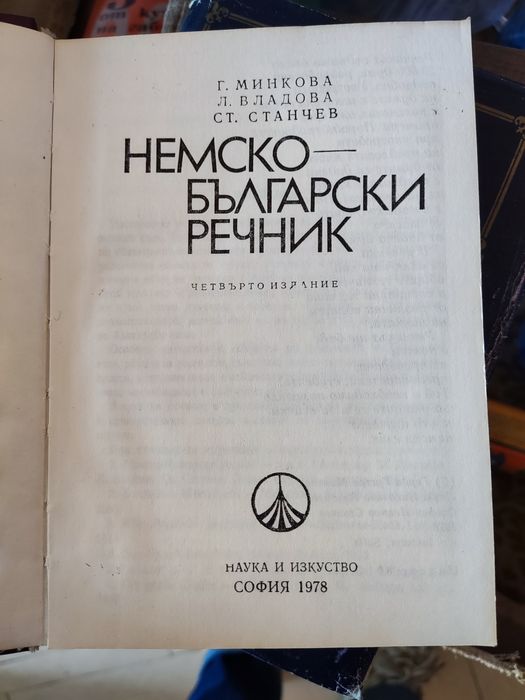 Г. МИНКОВА
Л. ВЛАДОВА
СТ. СТАНЧЕВ
НЕМСКО—
БЪЛГАРСКИ
РЕЧНИК
ЧЕТВЪРТО ИЗДАНИЕ
НАУКА И ИЗКУСТВО
СОФИЯ 1978